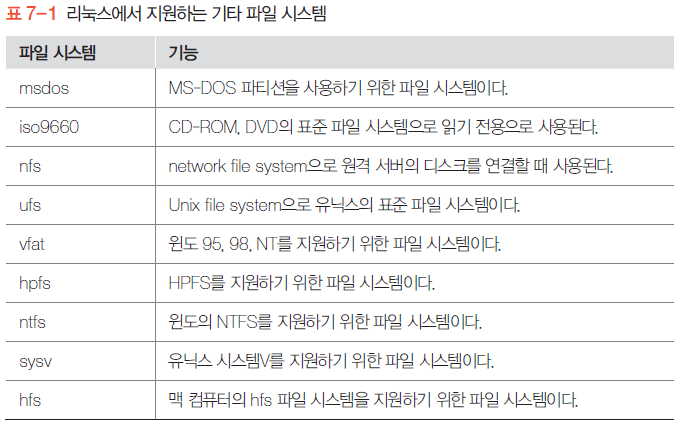 표 7-1 리눅스에서 지원하는 기타 파일 시스템
파일 시스템 기능
msdos MS-DOS 파티션을 사용하기 위한 파일 시스템이다.
iso9660 CD-ROM, DVD의 표준 파일 시스템으로 읽기 전용으로 사용된다.
nfs network file system으로 원격 서버의 디스크를 연결할 때 사용된다.
ufs Unix file system으로 유닉스의 표준 파일 시스템이다.
vfat 윈도 95, 98, NT를 지원하기 위한 파일 시스템이다.
hpfs HPFS를 지원하기 위한 파일 시스템이다.
ntfs 윈도의 NTFS를 지원하기 위한 파일 시스템이다.
sysv 유닉스 시스템V를 지원하기 위한 파일 시스템이다.
hfs 맥 컴퓨터의 hfs 파일 시스템을 지원하기 위한 파일 시스템이다.